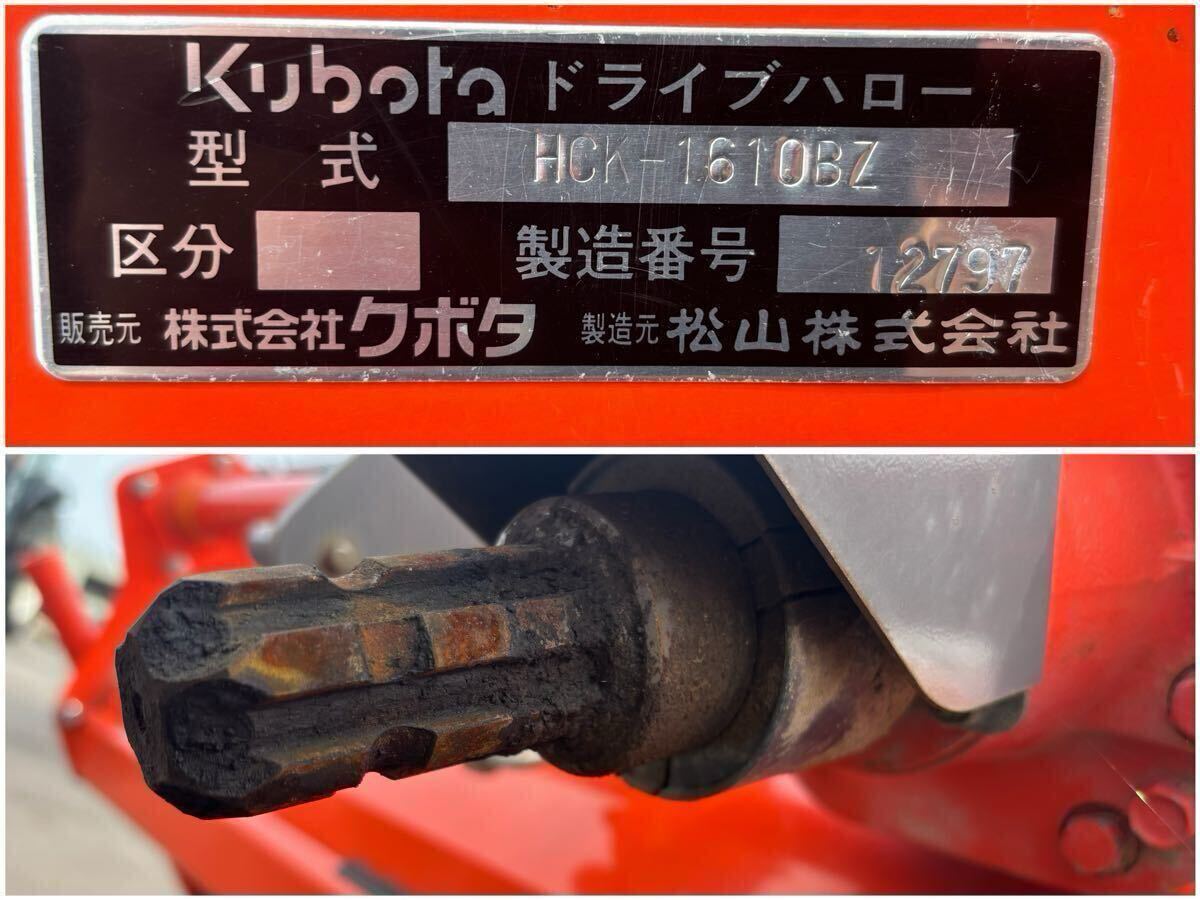 Kubota ドライブハロー
型式 HCK-1610BZ
区分 製造番号 12797
販売元 株式会社クボタ 製造元 松山株式会社